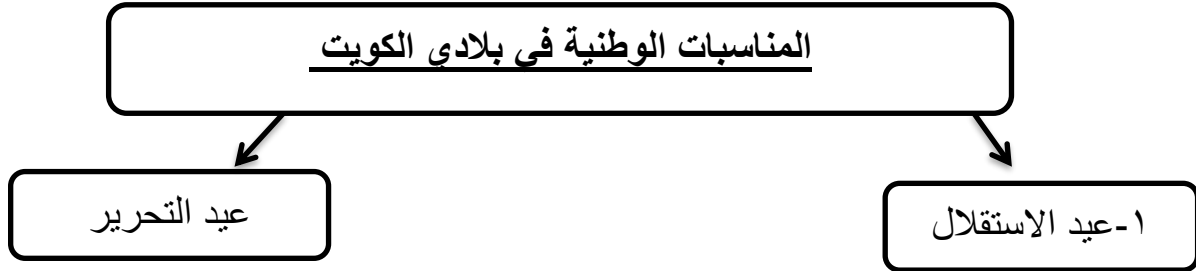 المناسبات الوطنية في بلادي الكويت
١-عيد الاستقلال
عيد التحرير